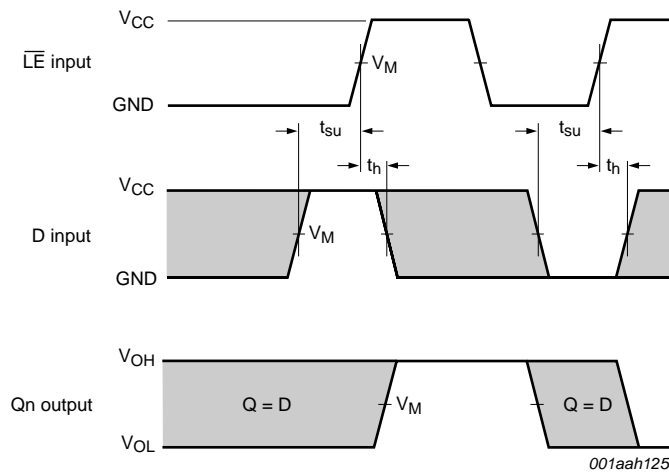 VCC
LE input
VM
GND
tsu
tsu
th
th
VCC
D input
VM
GND
VOH
Qn output
Q = D
VM
Q = D
VOL
001aah125